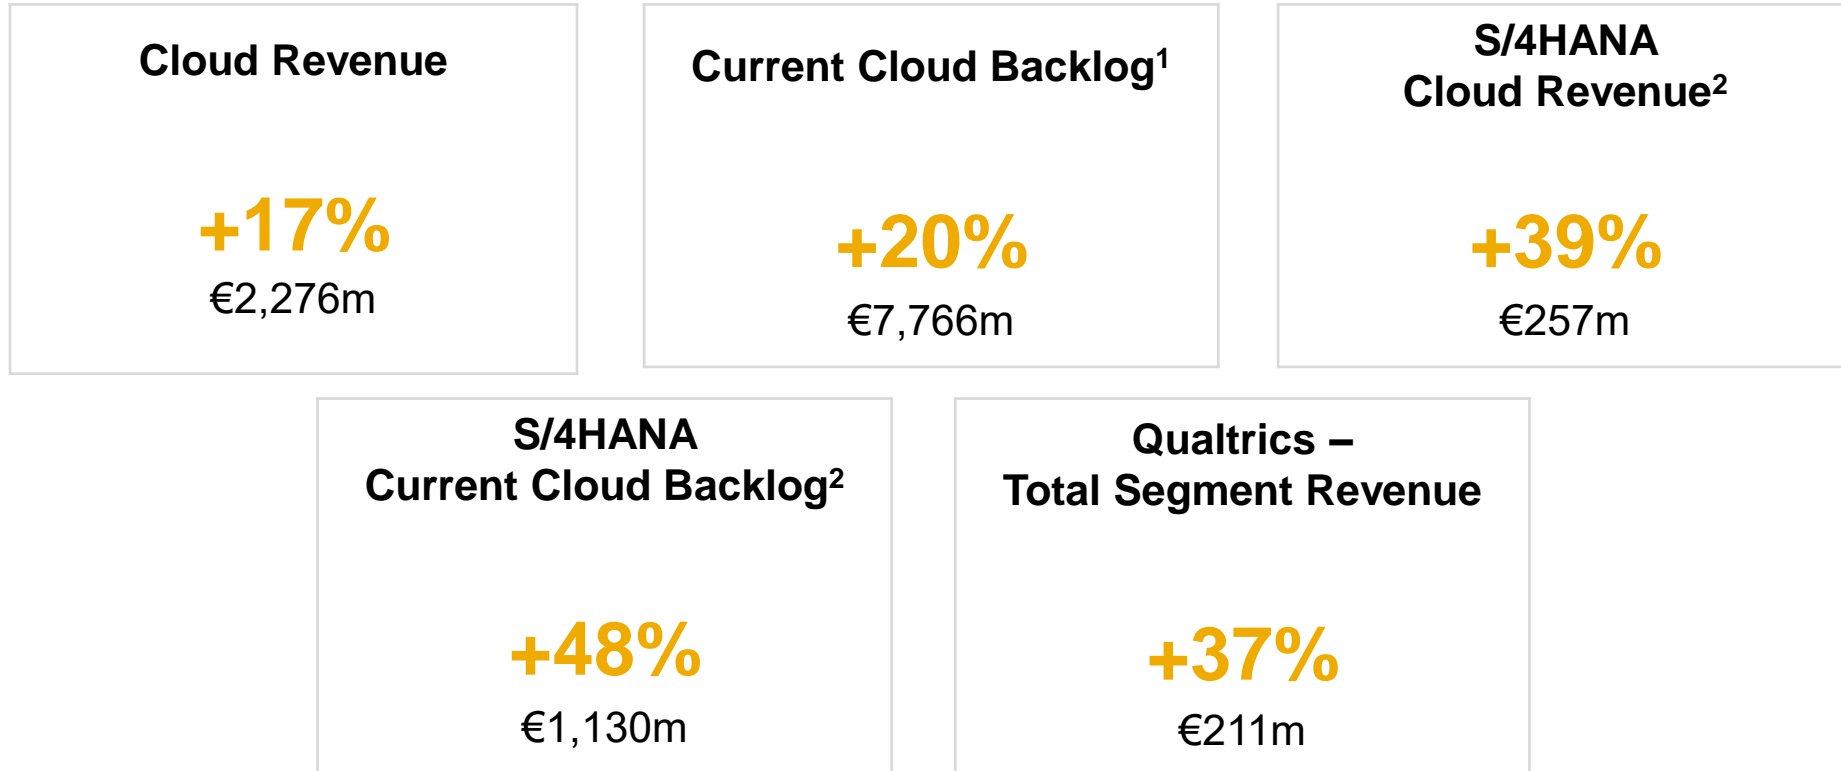 Cloud Revenue
+17%
€2,276m
Current Cloud Backlog¹
+20%
€7,766m
S/4HANA
Cloud Revenue²
+39%
€257m
S/4HANA
Current Cloud Backlog²
+48%
€1,130m
Qualtrics –
Total Segment Revenue
+37%
€211m